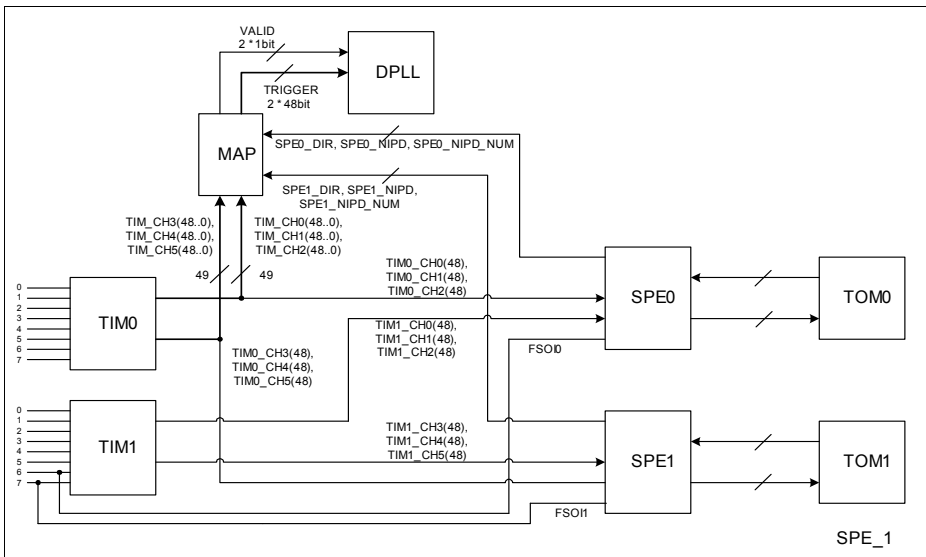 VALID
2 * 1bit
DPLL
TRIGGER
2 * 48bit
MAP
SPE0_DIR, SPE0_NIPD, SPE0_NIPD_NUM
SPE1_DIR, SPE1_NIPD,
SPE1_NIPD_NUM
TIM_CH3(48..0),
TIM_CH4(48..0),
TIM_CH5(48..0)
TIM_CH0(48..0),
TIM_CH1(48..0),
TIM_CH2(48..0)
49
49
TIM0_CH0(48),
TIM0_CH1(48),
TIM0_CH2(48)
0
1
2
3
4
5
6
7
TIM0
SPE0
TOM0
TIM1_CH0(48),
TIM1_CH1(48),
TIM1_CH2(48)
FSOI0
TIM0_CH3(48),
TIM0_CH4(48),
TIM0_CH5(48)
0
1
2
3
4
5
6
7
TIM1
TIM1_CH3(48),
TIM1_CH4(48),
TIM1_CH5(48)
SPE1
TOM1
FSOI1
SPE_1